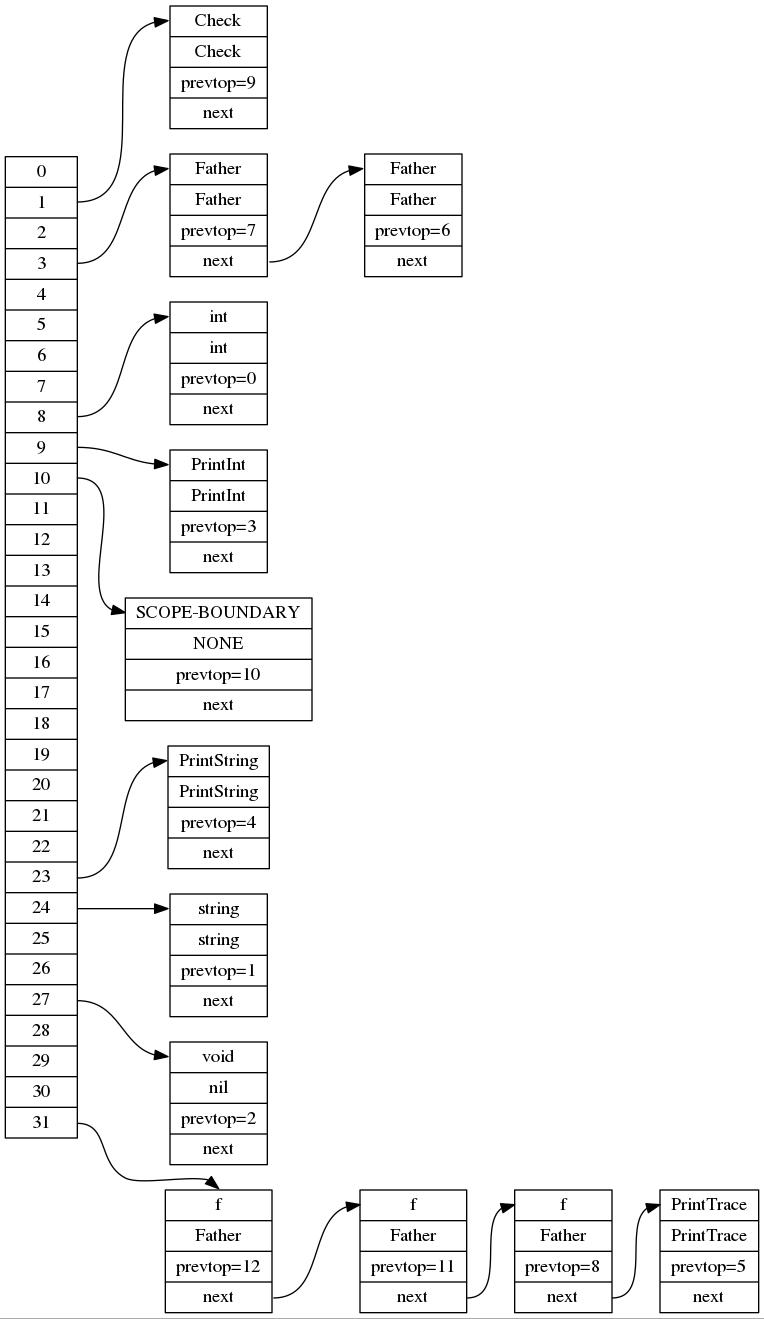 0
1
2
3
4
5
6
7
8
9
10
11
12
13
14
15
16
17
18
19
20
21
22
23
24
25
26
27
28
29
30
31
Check
Check
prevtop=9
next
Father
Father
prevtop=7
next
Father
Father
prevtop=6
next
int
int
prevtop=0
next
PrintInt
PrintInt
prevtop=3
next
SCOPE-BOUNDARY
NONE
prevtop=10
next
PrintString
PrintString
prevtop=4
next
string
string
prevtop=1
next
void
nil
prevtop=2
next
f
Father
prevtop=12
next
f
Father
prevtop=11
next
f
Father
prevtop=8
next
PrintTrace
PrintTrace
prevtop=5
next